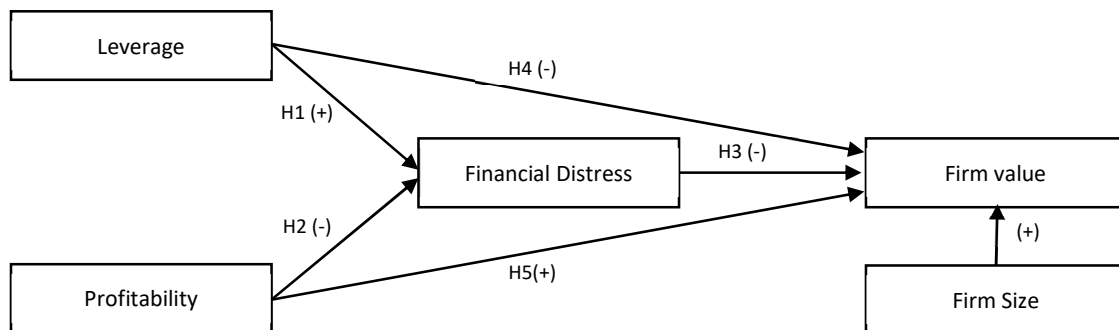 Leverage
H4 (-)
H1 (+)
H3 (-)
Financial Distress
Firm value
H2 (-)
(+)
H5(+)
Profitability
Firm Size